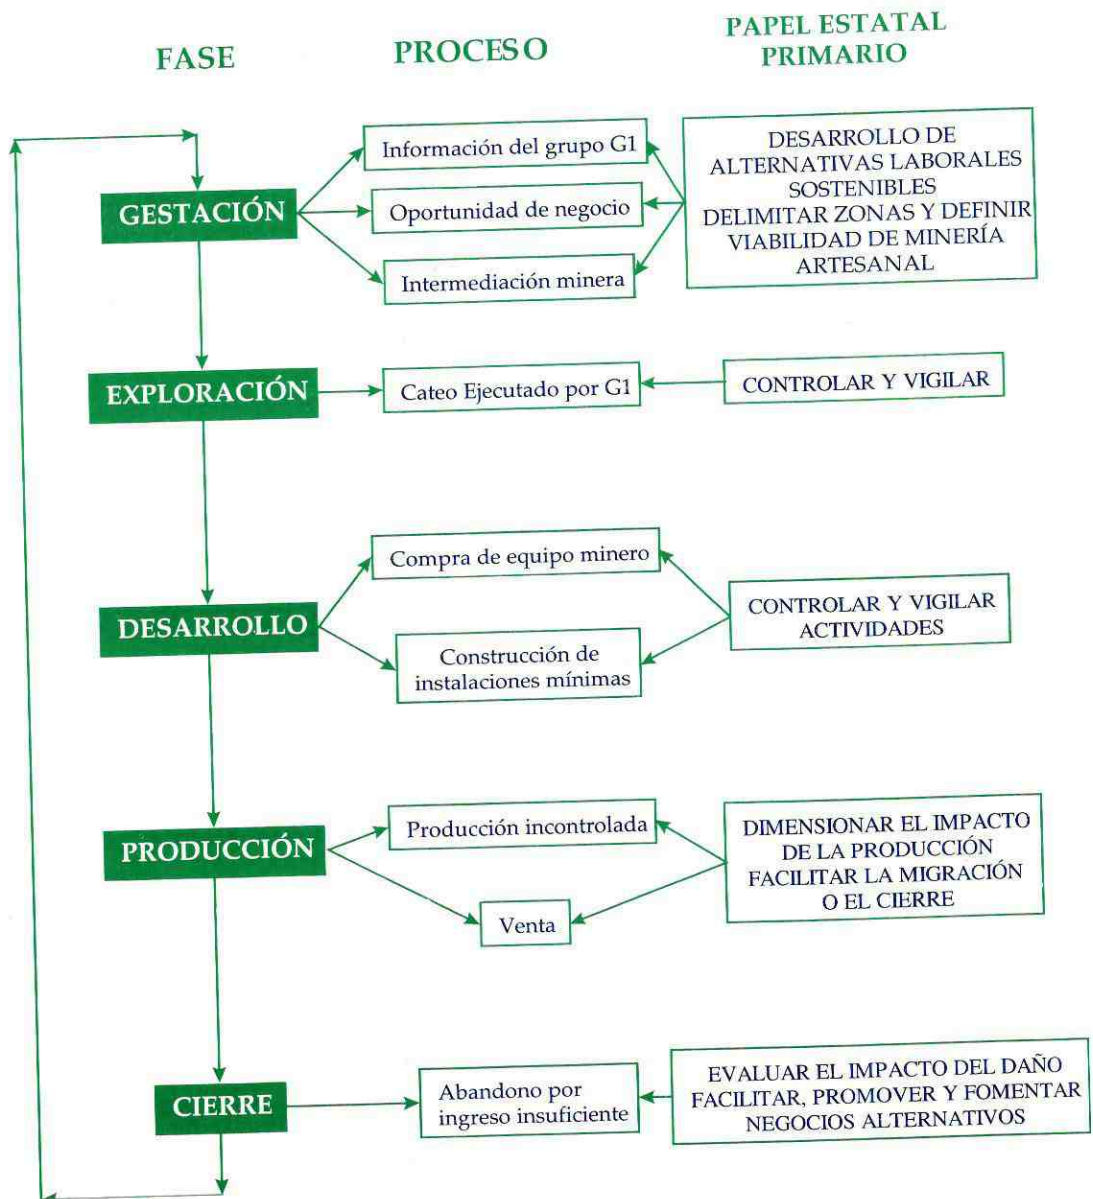 FASE
PROCESO
PAPEL ESTATAL
PRIMARIO
GESTACIÓN
Información del grupo G1
Oportunidad de negocio
Intermediación minera
DESARROLLO DE
ALTERNATIVAS LABORALES
SOSTENIBLES
DELIMITAR ZONAS Y DEFINIR
VIABILIDAD DE MINERÍA
ARTESANAL
EXPLORACIÓN
Cateo Ejecutado por G1
CONTROLAR Y VIGILAR
DESARROLLO
Compra de equipo minero
Construcción de
instalaciones mínimas
CONTROLAR Y VIGILAR
ACTIVIDADES
PRODUCCIÓN
Producción incontrolada
Venta
DIMENSIONAR EL IMPACTO
DE LA PRODUCCIÓN
FACILITAR LA MIGRACIÓN
O EL CIERRE
CIERRE
Abandono por
ingreso insuficiente
EVALUAR EL IMPACTO DEL DAÑO
FACILITAR, PROMOVER Y FOMENTAR
NEGOCIOS ALTERNATIVOS